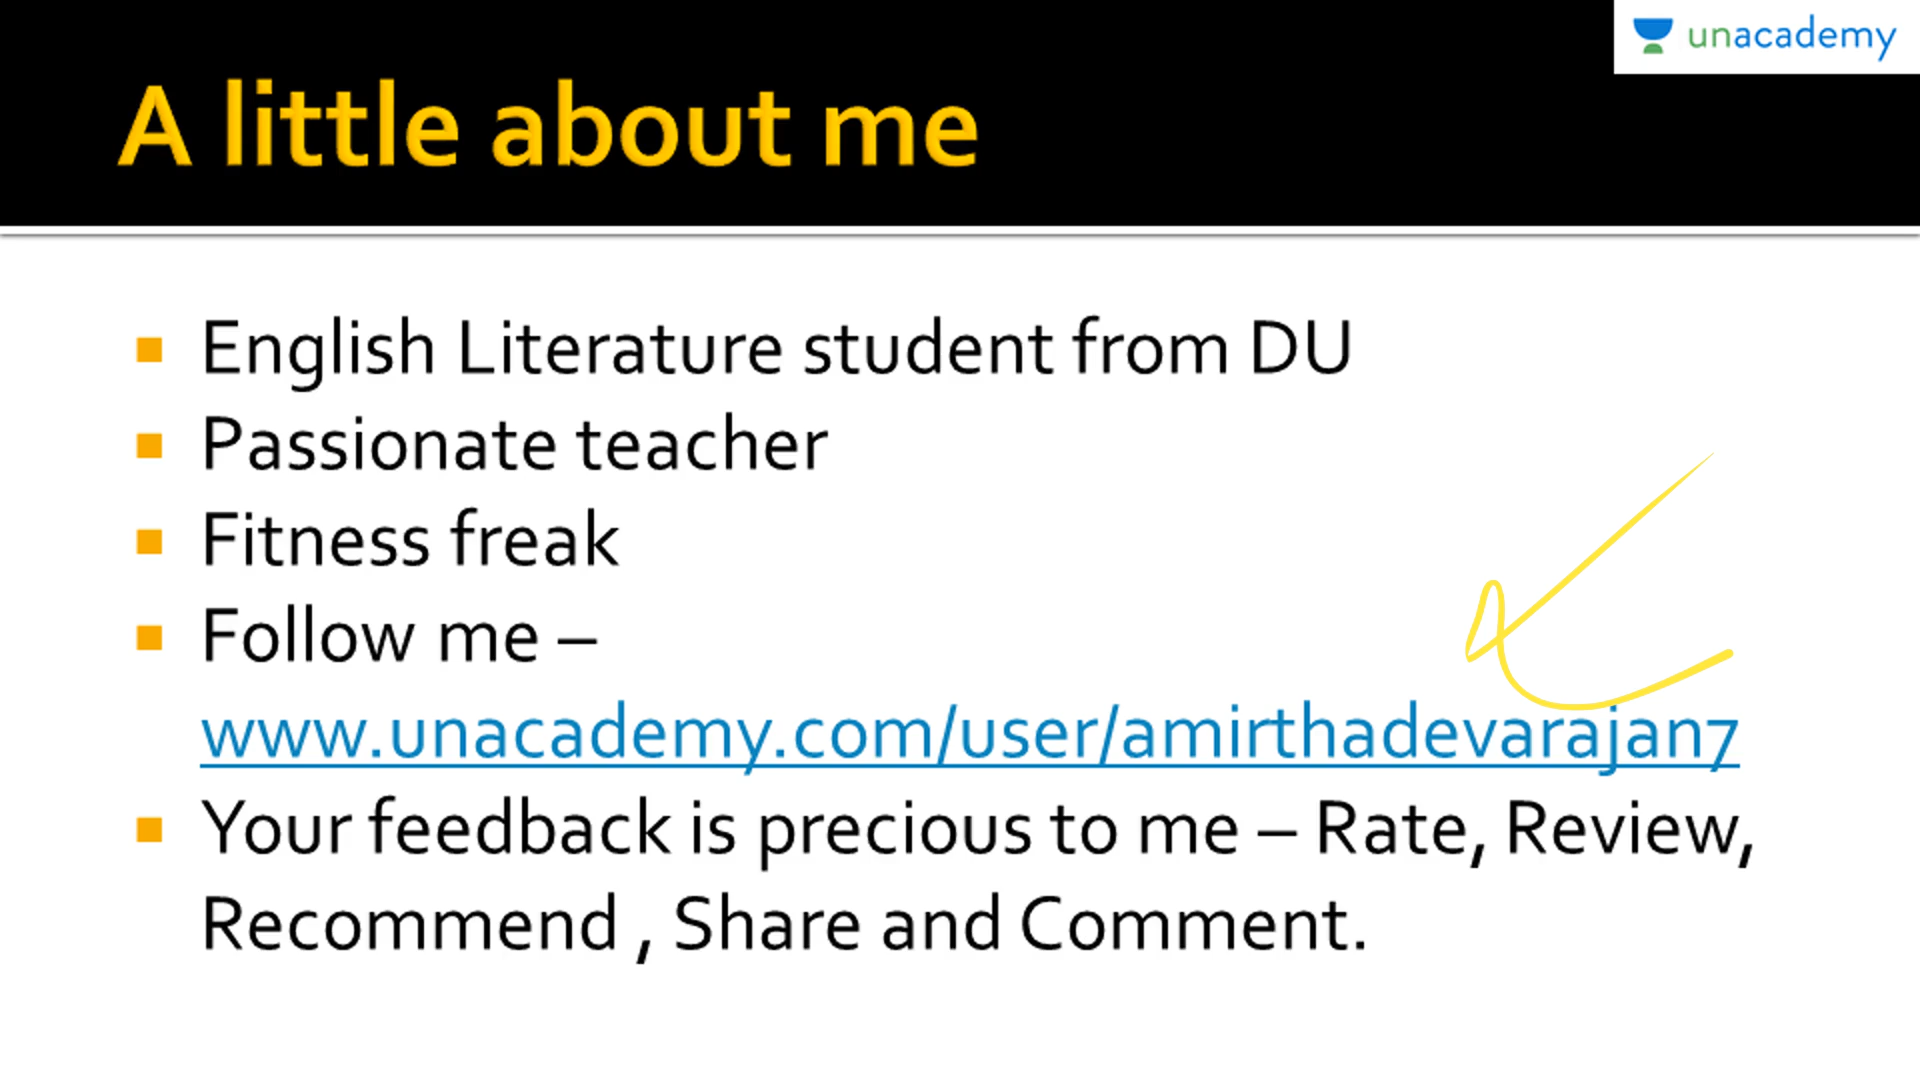 unacademy
A little about me
English Literature student from DU
Passionate teacher
Fitness freak
Follow me –
www.unacademy.com/user/amirthadevarajan7
Your feedback is precious to me – Rate, Review,
Recommend , Share and Comment.